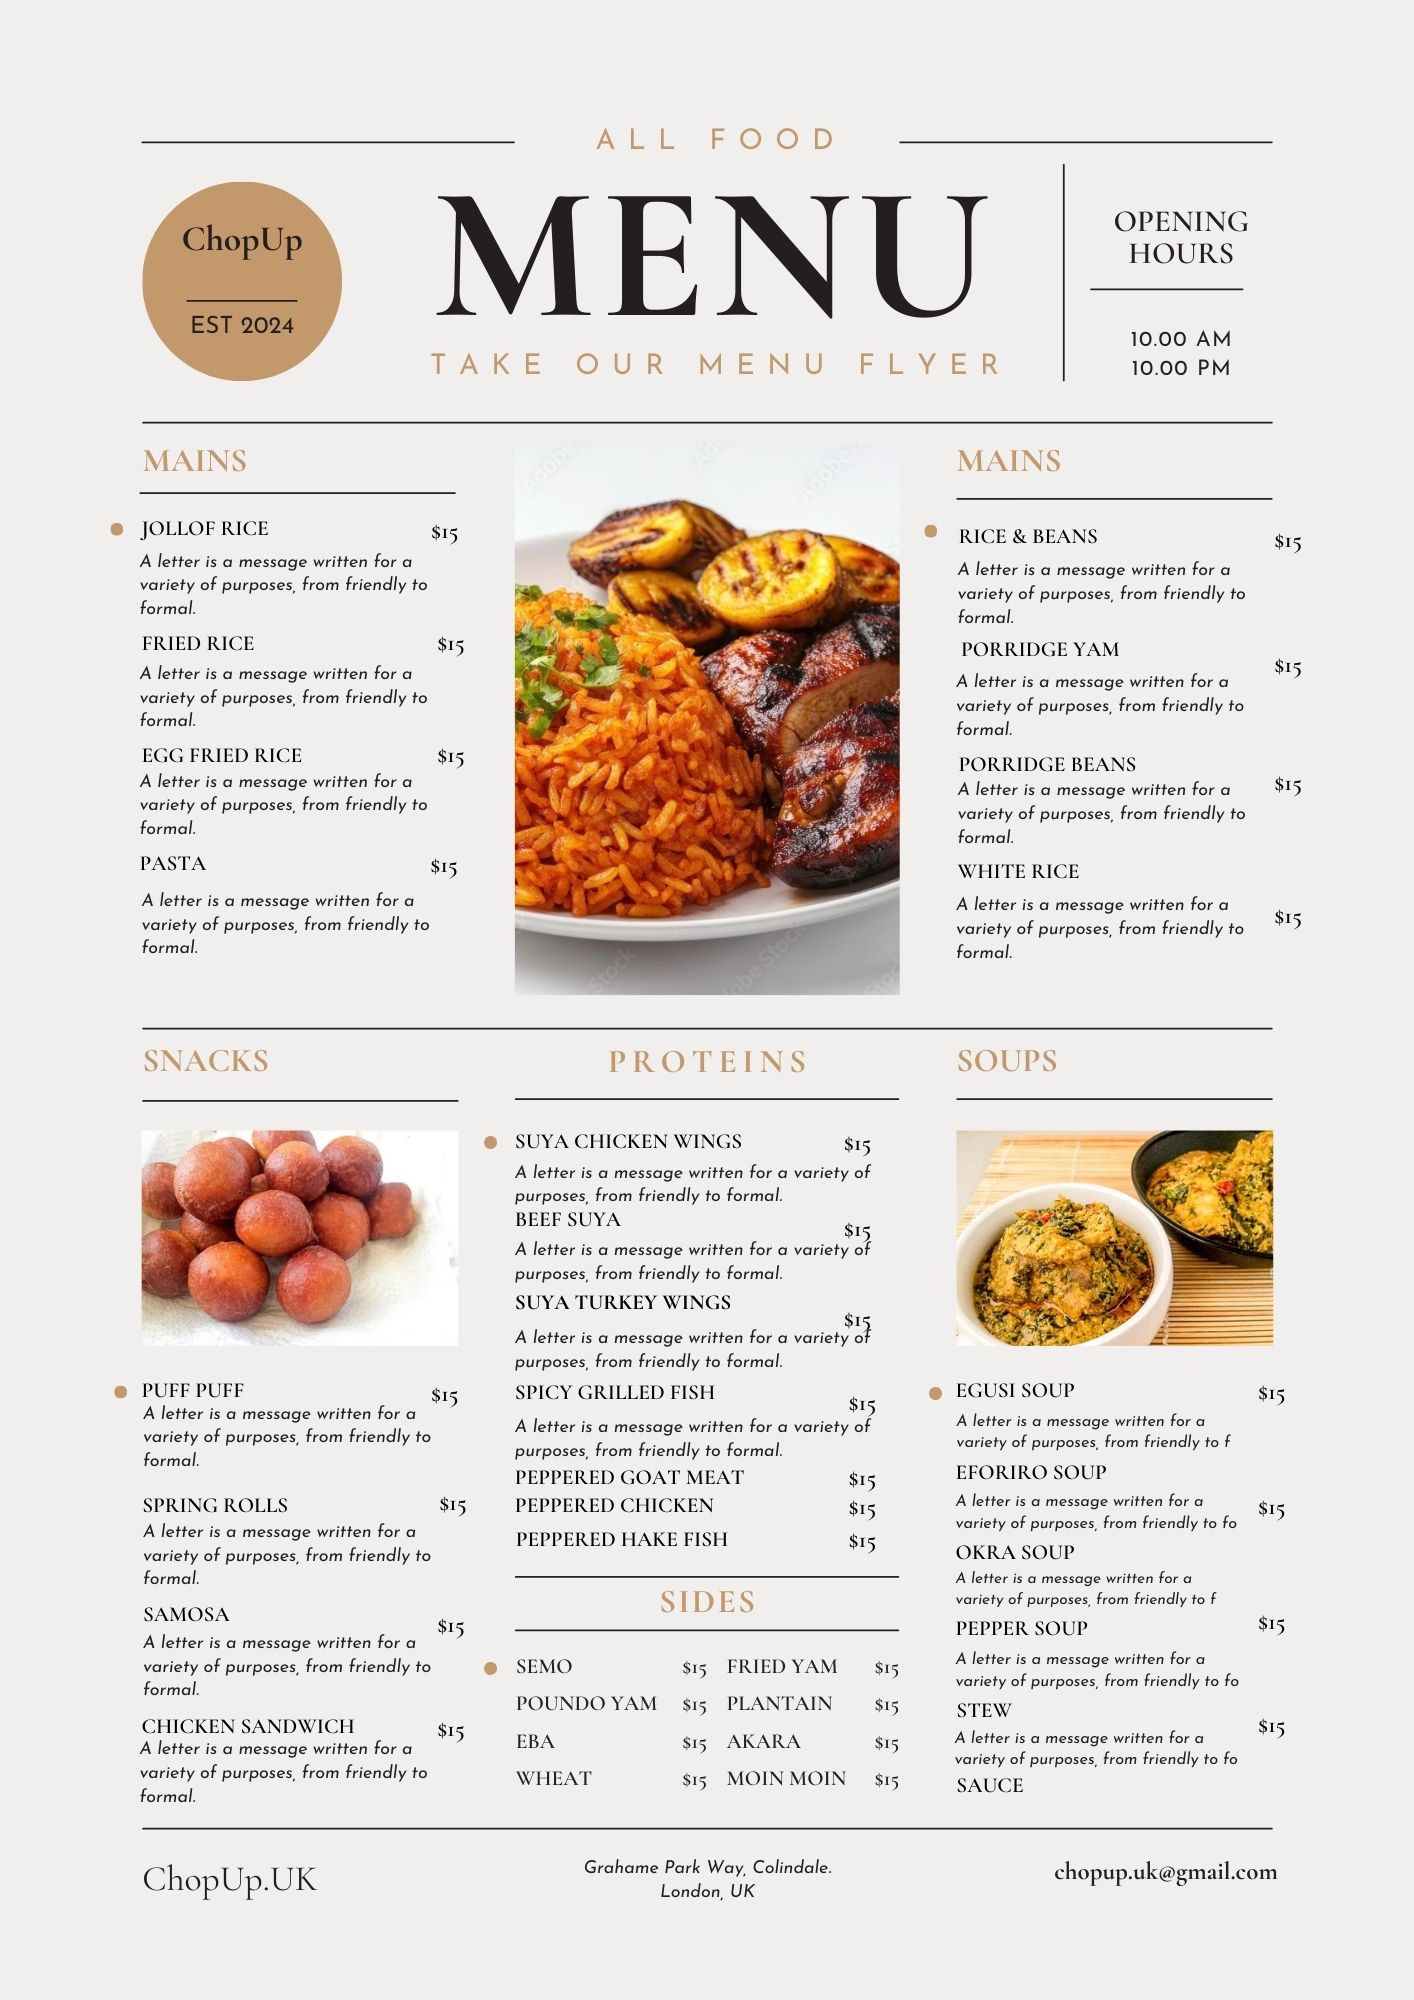 ALL FOOD
ChopUp
EST 2024
MENU
TAKE OUR MENU FLYER
OPENING
HOURS
10.00 AM
10.00 PM
MAINS
JOLLOF RICE $15
A letter is a message written for a
variety of purposes, from friendly to
formal.
FRIED RICE $15
A letter is a message written for a
variety of purposes, from friendly to
formal.
EGG FRIED RICE $15
A letter is a message written for a
variety of purposes, from friendly to
formal.
PASTA $15
A letter is a message written for a
variety of purposes, from friendly to
formal.
Adobe
Ad
Adobe S
Stock
dobe Stock
Stoc
MAINS
RICE & BEANS $15
A letter is a message written for a
variety of purposes, from friendly to
formal.
PORRIDGE YAM $15
A letter is a message written for a
variety of purposes, from friendly to
formal.
PORRIDGE BEANS $15
A letter is a message written for a
variety of purposes, from friendly to
formal.
WHITE RICE
A letter is a message written for a
variety of purposes, from friendly to $15
formal.
SNACKS
PUFF PUFF $15
A letter is a message written for a
variety of purposes, from friendly to
formal.
SPRING ROLLS $15
A letter is a message written for a
variety of purposes, from friendly to
formal.
SAMOSA $15
A letter is a message written for a
variety of purposes, from friendly to
formal.
CHICKEN SANDWICH $15
A letter is a message written for a
variety of purposes, from friendly to
formal.
PROTEINS
SUYA CHICKEN WINGS $15
A letter is a message written for a variety of
purposes, from friendly to formal.
BEEF SUYA $15
A letter is a message written for a variety of
purposes, from friendly to formal.
SUYA TURKEY WINGS $15
A letter is a message written for a variety of
purposes, from friendly to formal.
SPICY GRILLED FISH $15
A letter is a message written for a variety of
purposes, from friendly to formal.
PEPPERED GOAT MEAT $15
PEPPERED CHICKEN $15
PEPPERED HAKE FISH $15
SIDES
SEMO $15 FRIED YAM $15
POUNDO YAM $15 PLANTAIN $15
EBA $15 AKARA $15
WHEAT $15 MOIN MOIN $15
SOUPS
EGUSI SOUP $15
A letter is a message written for a
variety of purposes, from friendly to f
EFORIRO SOUP
A letter is a message written for a $15
variety of purposes, from friendly to fo
OKRA SOUP
A letter is a message written for a
variety of purposes, from friendly to f
PEPPER SOUP $15
A letter is a message written for a
variety of purposes, from friendly to fo
STEW $15
A letter is a message written for a
variety of purposes, from friendly to fo
SAUCE
ChopUp.UK
Grahame Park Way, Colindale.
London, UK
chopup.uk@gmail.com